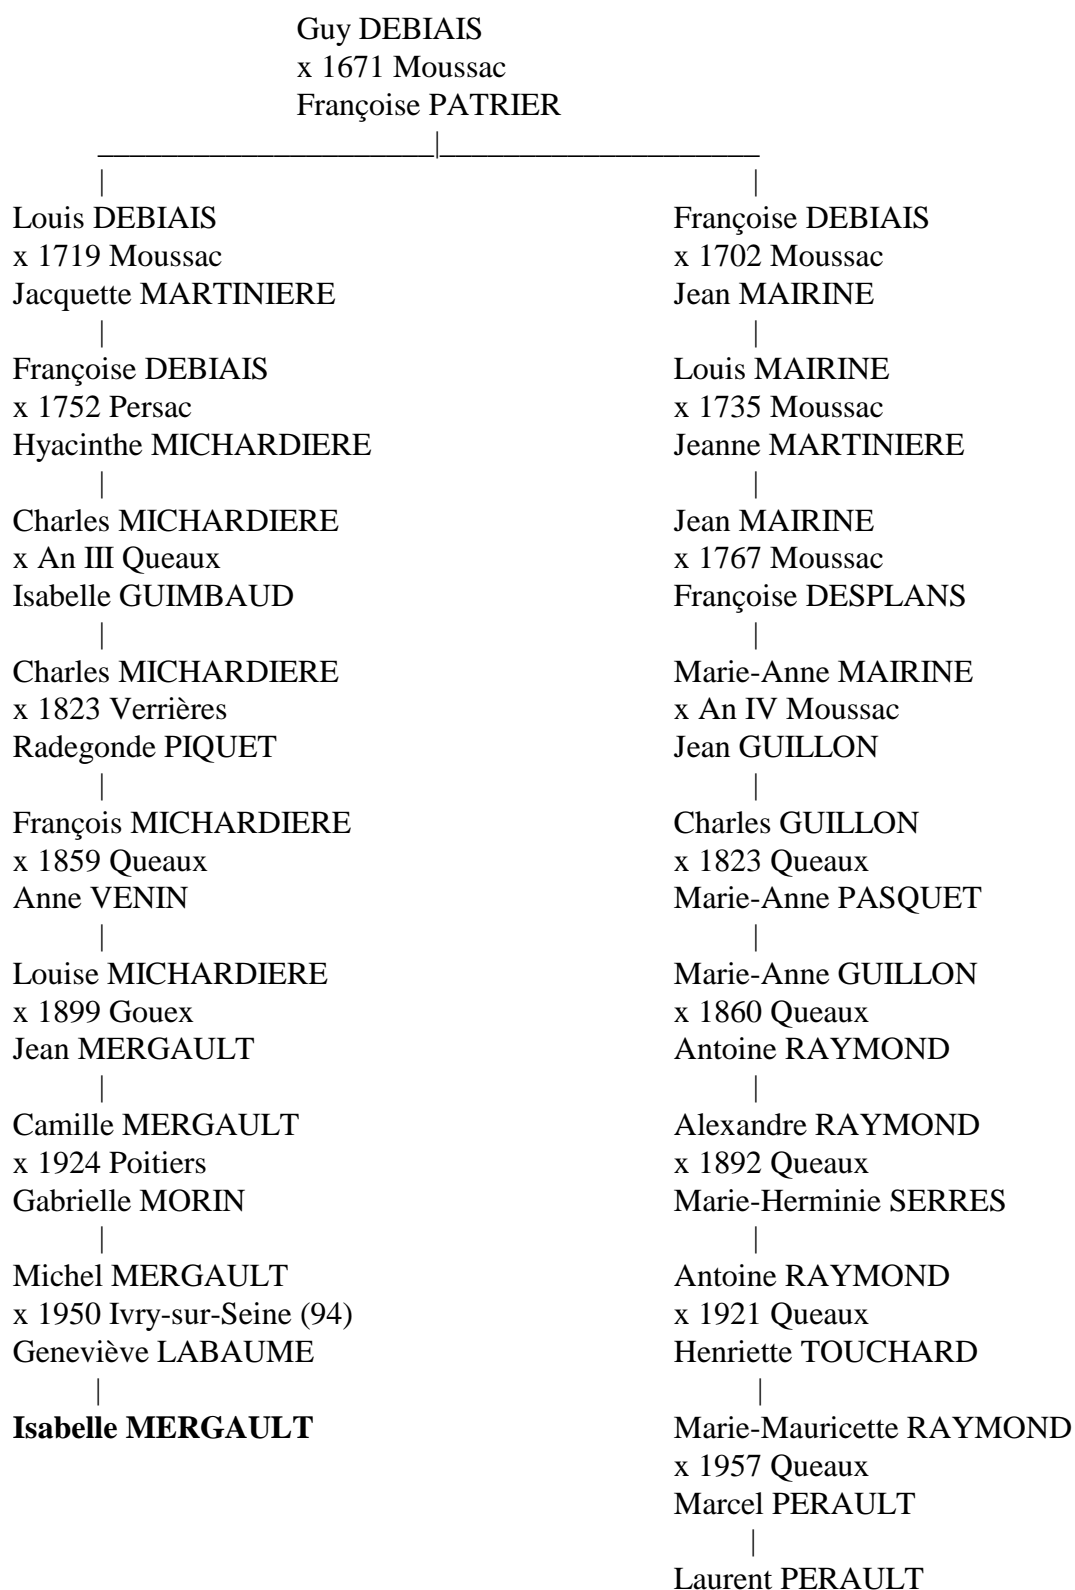 Guy DEBIAIS
x 1671 Moussac
Françoise PATRIER
Louis DEBIAIS
x 1719 Moussac
Jacquette MARTINIERE
Françoise DEBIAIS
x 1752 Persac
Hyacinthe MICHARDIERE
Charles MICHARDIERE
x An III Queaux
Isabelle GUIMBAUD
Charles MICHARDIERE
x 1823 Verrières
Radegonde PIQUET
François MICHARDIERE
x 1859 Queaux
Anne VENIN
Louise MICHARDIERE
x 1899 Gouex
Jean MERGAULT
Camille MERGAULT
x 1924 Poitiers
Gabrielle MORIN
Michel MERGAULT
x 1950 Ivry-sur-Seine (94)
Geneviève LABAUME
Isabelle MERGAULT
Françoise DEBIAIS
x 1702 Moussac
Jean MAIRINE
Louis MAIRINE
x 1735 Moussac
Jeanne MARTINIERE
Jean MAIRINE
x 1767 Moussac
Françoise DESPLANS
Marie-Anne MAIRINE
x An IV Moussac
Jean GUILLON
Charles GUILLON
x 1823 Queaux
Marie-Anne PASQUET
Marie-Anne GUILLON
x 1860 Queaux
Antoine RAYMOND
Alexandre RAYMOND
x 1892 Queaux
Marie-Herminie SERRES
Antoine RAYMOND
x 1921 Queaux
Henriette TOUCHARD
Marie-Mauricette RAYMOND
x 1957 Queaux
Marcel PERAULT
Laurent PERAULT